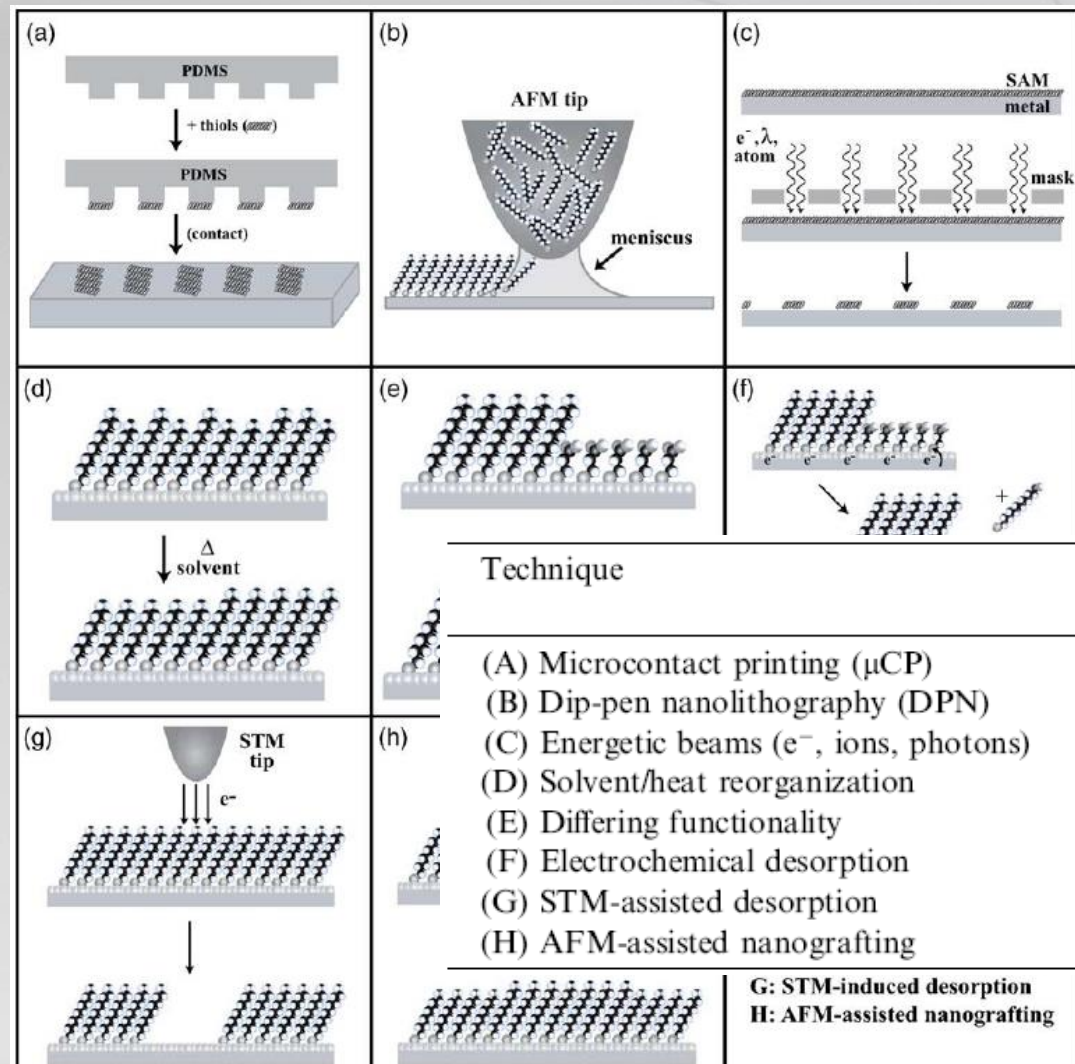 (a)
PDMS
+ thiols ( )
PDMS
(contact)
(b)
AFM tip
meniscus
(c)
SAM
metal
e⁻, λ,
atom
mask
(d)
Δ
solvent
(e)
(f)
e⁻ e⁻ e⁻ e⁻ e⁻
+
(g)
STM
tip
e⁻
(h)
Technique
(A) Microcontact printing (μCP)
(B) Dip-pen nanolithography (DPN)
(C) Energetic beams (e⁻, ions, photons)
(D) Solvent/heat reorganization
(E) Differing functionality
(F) Electrochemical desorption
(G) STM-assisted desorption
(H) AFM-assisted nanografting
G: STM-induced desorption
H: AFM-assisted nanografting